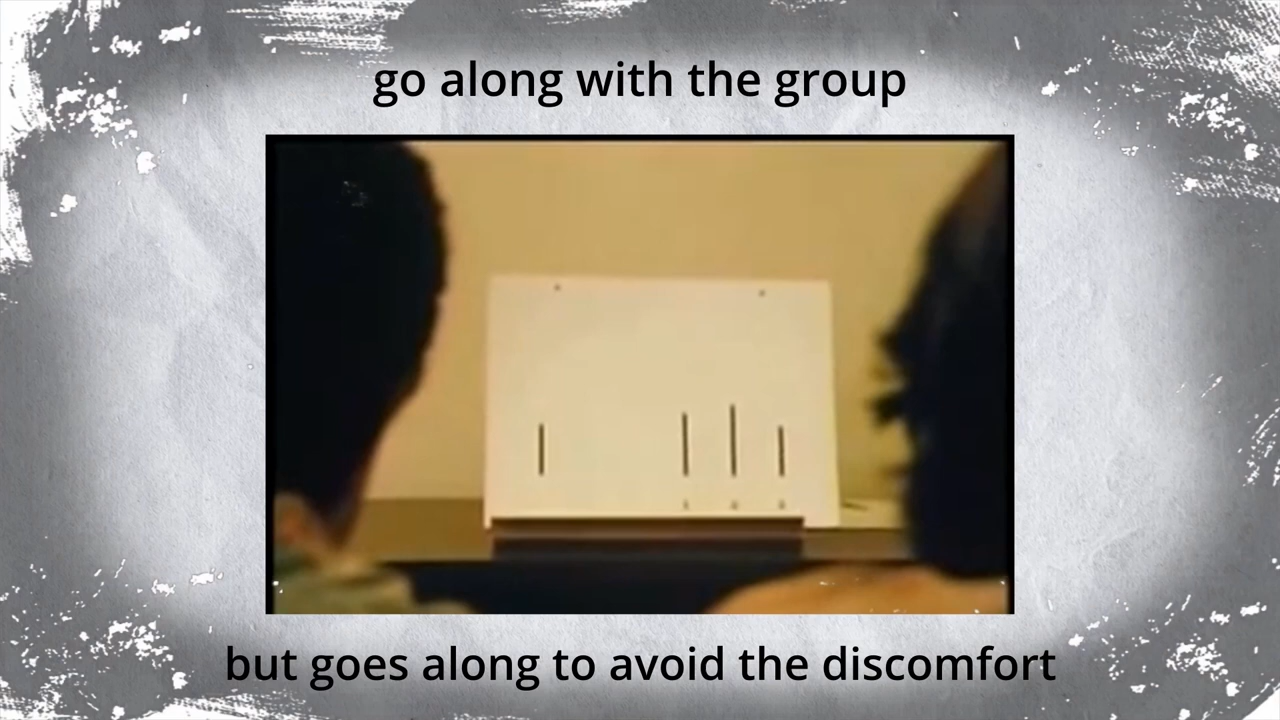 go along with the group
but goes along to avoid the discomfort